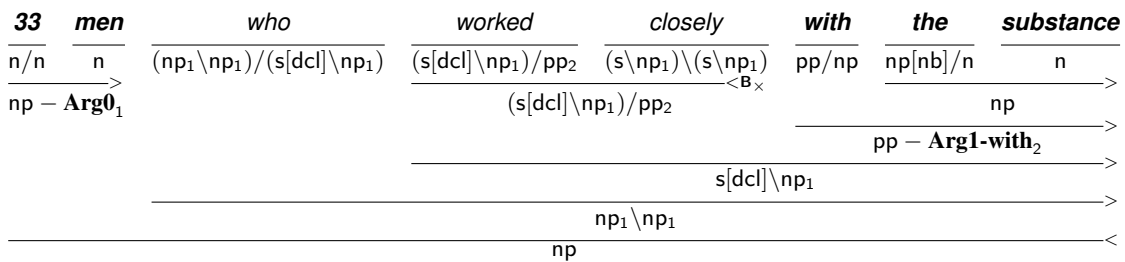 33 men who worked closely with the substance
n/n n (np₁\np₁)/(s[dcl]\np₁) (s[dcl]\np₁)/pp₂ (s\np₁)\(s\np₁) pp/np np[nb]/n n
> <B× >
np – Arg0₁ (s[dcl]\np₁)/pp₂ np
>
pp – Arg1-with₂
>
s[dcl]\np₁
>
np₁\np₁
<
np